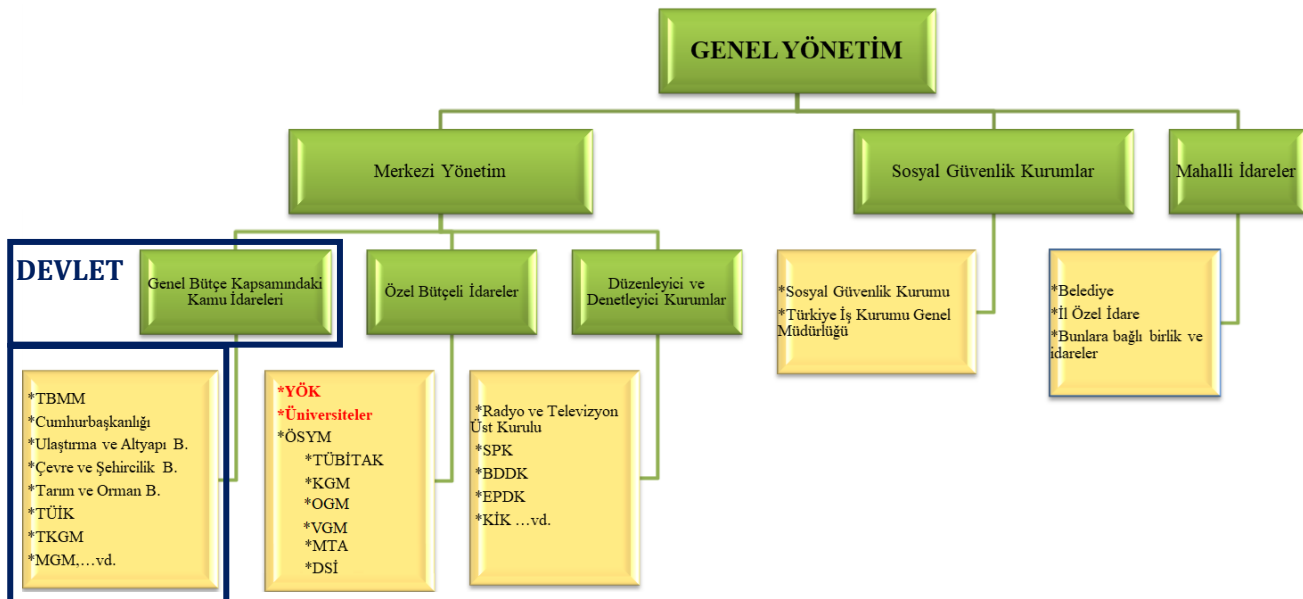 GENEL YÖNETİM
Merkezi Yönetim
Sosyal Güvenlik Kurumlar
Mahalli İdareler
DEVLET
Genel Bütçe Kapsamındaki
Kamu İdareleri
Özel Bütçeli İdareler
Düzenleyici ve
Denetleyici Kurumlar
*Sosyal Güvenlik Kurumu
*Türkiye İş Kurumu Genel
Müdürlüğü
*Belediye
*İl Özel İdare
*Bunlara bağlı birlik ve
idareler
*TBMM
*Cumhurbaşkanlığı
*Ulaştırma ve Altyapı B.
*Çevre ve Şehircilik B.
*Tarım ve Orman B.
*TÜİK
*TKGM
*MGM,…vd.
*YÖK
*Üniversiteler
*ÖSYM
*TÜBİTAK
*KGM
*OGM
*VGM
*MTA
*DSİ
*Radyo ve Televizyon
Üst Kurulu
*SPK
*BDDK
*EPDK
*KİK …vd.